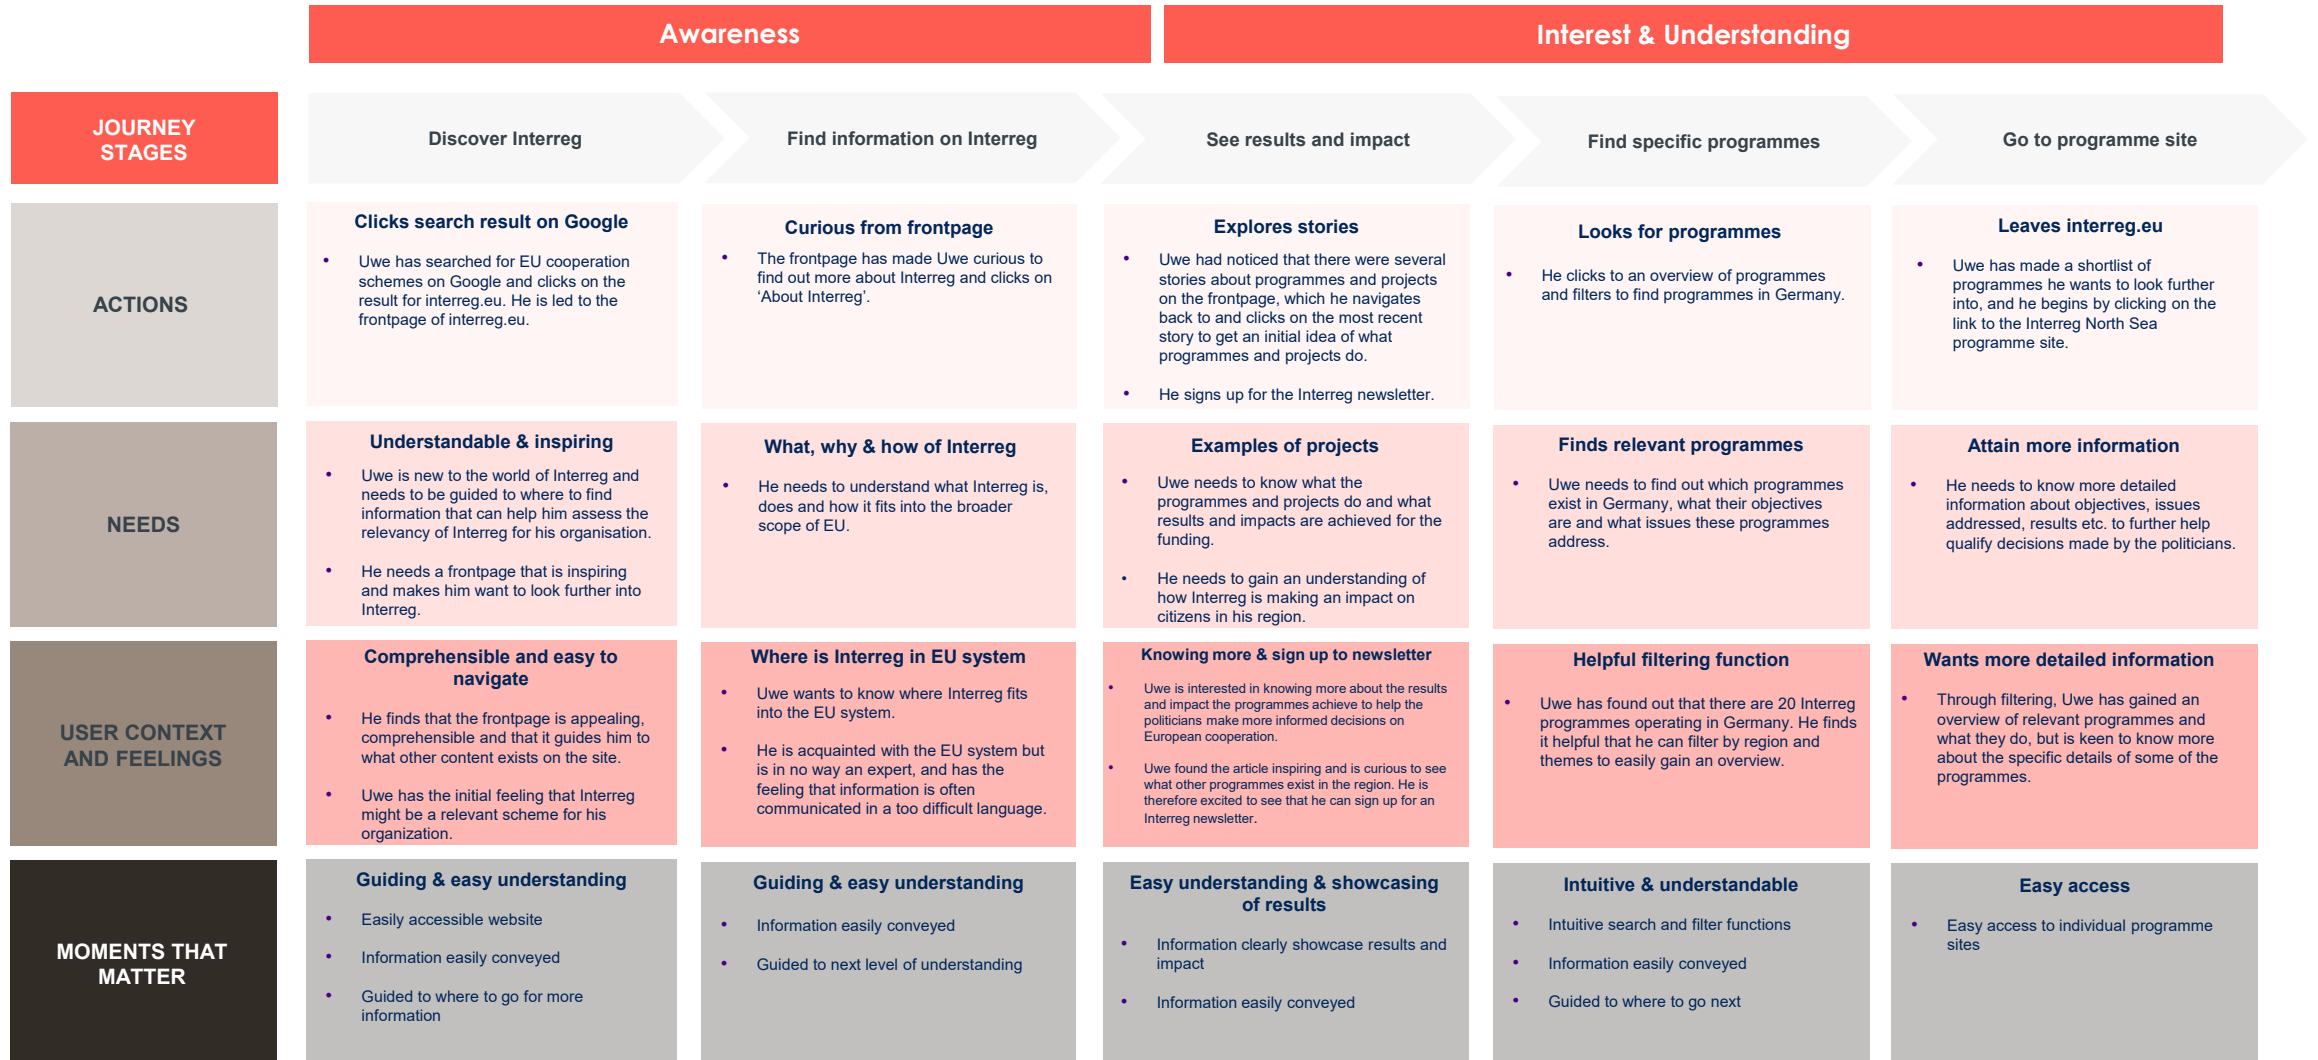 Awareness
Interest & Understanding
JOURNEY
STAGES
Discover Interreg
Find information on Interreg
See results and impact
Find specific programmes
Go to programme site
ACTIONS
Clicks search result on Google
• Uwe has searched for EU cooperation
schemes on Google and clicks on the
result for interreg.eu. He is led to the
frontpage of interreg.eu.
Curious from frontpage
• The frontpage has made Uwe curious to
find out more about Interreg and clicks on
‘About Interreg’.
Explores stories
• Uwe had noticed that there were several
stories about programmes and projects
on the frontpage, which he navigates
back to and clicks on the most recent
story to get an initial idea of what
programmes and projects do.
• He signs up for the Interreg newsletter.
Looks for programmes
• He clicks to an overview of programmes
and filters to find programmes in Germany.
Leaves interreg.eu
• Uwe has made a shortlist of
programmes he wants to look further
into, and he begins by clicking on the
link to the Interreg North Sea
programme site.
NEEDS
Understandable & inspiring
• Uwe is new to the world of Interreg and
needs to be guided to where to find
information that can help him assess the
relevancy of Interreg for his organisation.
• He needs a frontpage that is inspiring
and makes him want to look further into
Interreg.
What, why & how of Interreg
• He needs to understand what Interreg is,
does and how it fits into the broader
scope of EU.
Examples of projects
• Uwe needs to know what the
programmes and projects do and what
results and impacts are achieved for the
funding.
• He needs to gain an understanding of
how Interreg is making an impact on
citizens in his region.
Finds relevant programmes
• Uwe needs to find out which programmes
exist in Germany, what their objectives
are and what issues these programmes
address.
Attain more information
• He needs to know more detailed
information about objectives, issues
addressed, results etc. to further help
qualify decisions made by the politicians.
USER CONTEXT
AND FEELINGS
Comprehensible and easy to
navigate
• He finds that the frontpage is appealing,
comprehensible and that it guides him to
what other content exists on the site.
• Uwe has the initial feeling that Interreg
might be a relevant scheme for his
organization.
Where is Interreg in EU system
• Uwe wants to know where Interreg fits
into the EU system.
• He is acquainted with the EU system but
is in no way an expert, and has the
feeling that information is often
communicated in a too difficult language.
Knowing more & sign up to newsletter
• Uwe is interested in knowing more about the results
and impact the programmes achieve to help the
politicians make more informed decisions on
European cooperation.
• Uwe found the article inspiring and is curious to see
what other programmes exist in the region. He is
therefore excited to see that he can sign up for an
Interreg newsletter.
Helpful filtering function
• Uwe has found out that there are 20 Interreg
programmes operating in Germany. He finds
it helpful that he can filter by region and
themes to easily gain an overview.
Wants more detailed information
• Through filtering, Uwe has gained an
overview of relevant programmes and
what they do, but is keen to know more
about the specific details of some of the
programmes.
MOMENTS THAT
MATTER
Guiding & easy understanding
• Easily accessible website
• Information easily conveyed
• Guided to where to go for more
information
Guiding & easy understanding
• Information easily conveyed
• Guided to next level of understanding
Easy understanding & showcasing
of results
• Information clearly showcase results and
impact
• Information easily conveyed
Intuitive & understandable
• Intuitive search and filter functions
• Information easily conveyed
• Guided to where to go next
Easy access
• Easy access to individual programme
sites